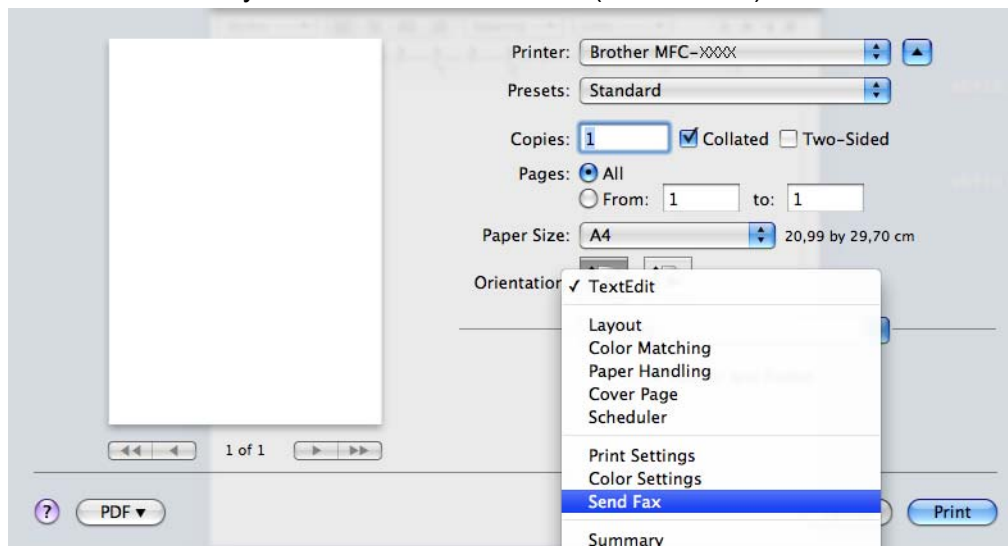 Printer: Brother MFC-XXXX
Presets: Standard
Copies: 1 Collated Two-Sided
Pages: All
From: 1 to: 1
Paper Size: A4 20,99 by 29,70 cm
Orientation
✓ TextEdit
Layout
Color Matching
Paper Handling
Cover Page
Scheduler
1 of 1
Print Settings
Color Settings
Send Fax
? PDF ▼ Print
Summary